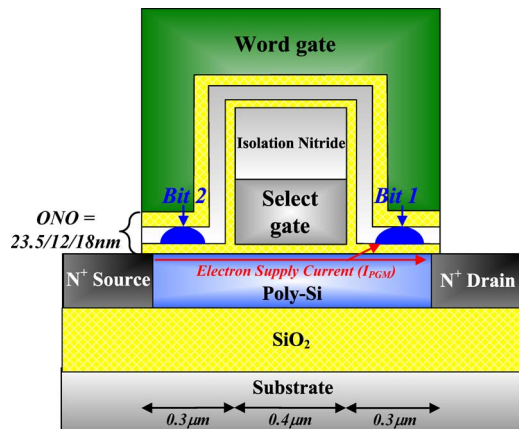 Word gate
Isolation Nitride
Bit 2
Bit 1
Select
gate
ONO =
23.5/12/18nm
Electron Supply Current (IPGM)
N+ Source
Poly-Si
N+ Drain
SiO2
Substrate
0.3μm
0.4μm
0.3μm